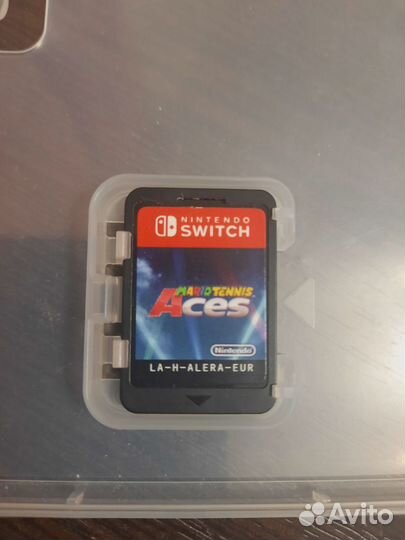 NINTENDO
SWITCH
MARIO TENNIS
Aces
Nintendo
LA-H-ALERA-EUR
Avito